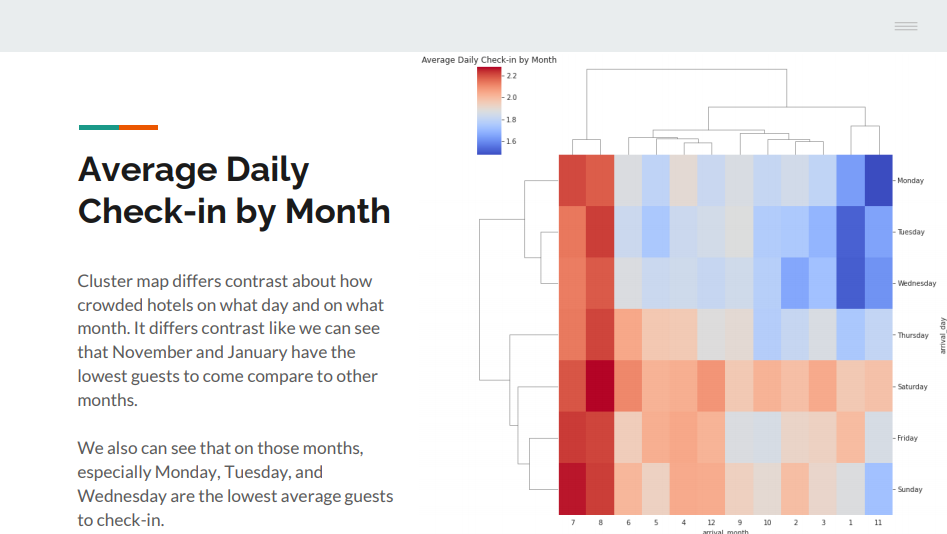 Average Daily
Check-in by Month
Cluster map differs contrast about how
crowded hotels on what day and on what
month. It differs contrast like we can see
that November and January have the
lowest guests to come compare to other
months.
We also can see that on those months,
especially Monday, Tuesday, and
Wednesday are the lowest average guests
to check-in.
Average Daily Check-in by Month
2.2
2.0
1.8
1.6
Monday
Tuesday
Wednesday
Thursday
Saturday
Friday
Sunday
arrival_day
7 8 6 5 4 12 9 10 2 3 1 11
arrival_month